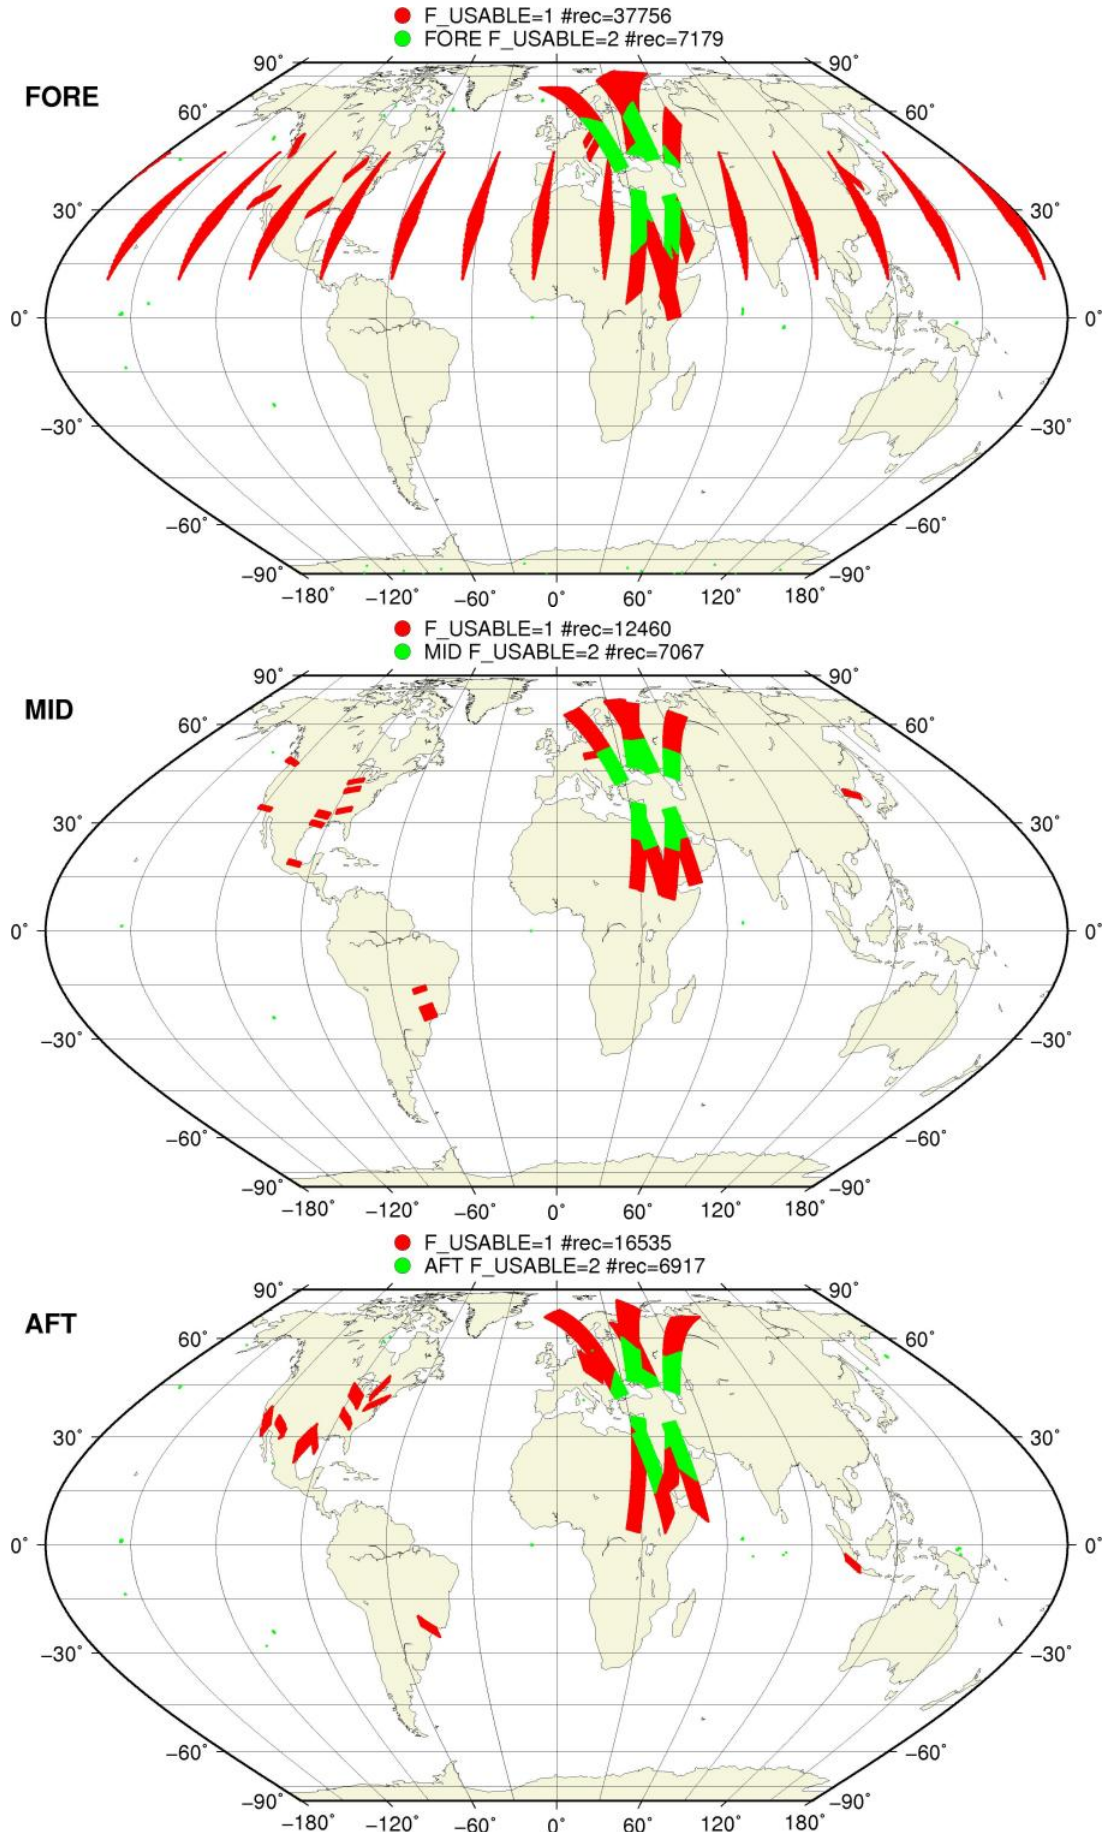 F_USABLE=1 #rec=37756
FORE F_USABLE=2 #rec=7179
FORE
90° 90°
60° 60°
30° 30°
0° 0°
−30° −30°
−60° −60°
−90° −90°
−180° −120° −60° 0° 60° 120° 180°
F_USABLE=1 #rec=12460
MID F_USABLE=2 #rec=7067
MID
90° 90°
60° 60°
30° 30°
0° 0°
−30° −30°
−60° −60°
−90° −90°
−180° −120° −60° 0° 60° 120° 180°
F_USABLE=1 #rec=16535
AFT F_USABLE=2 #rec=6917
AFT
90° 90°
60° 60°
30° 30°
0° 0°
−30° −30°
−60° −60°
−90° −90°
−180° −120° −60° 0° 60° 120° 180°